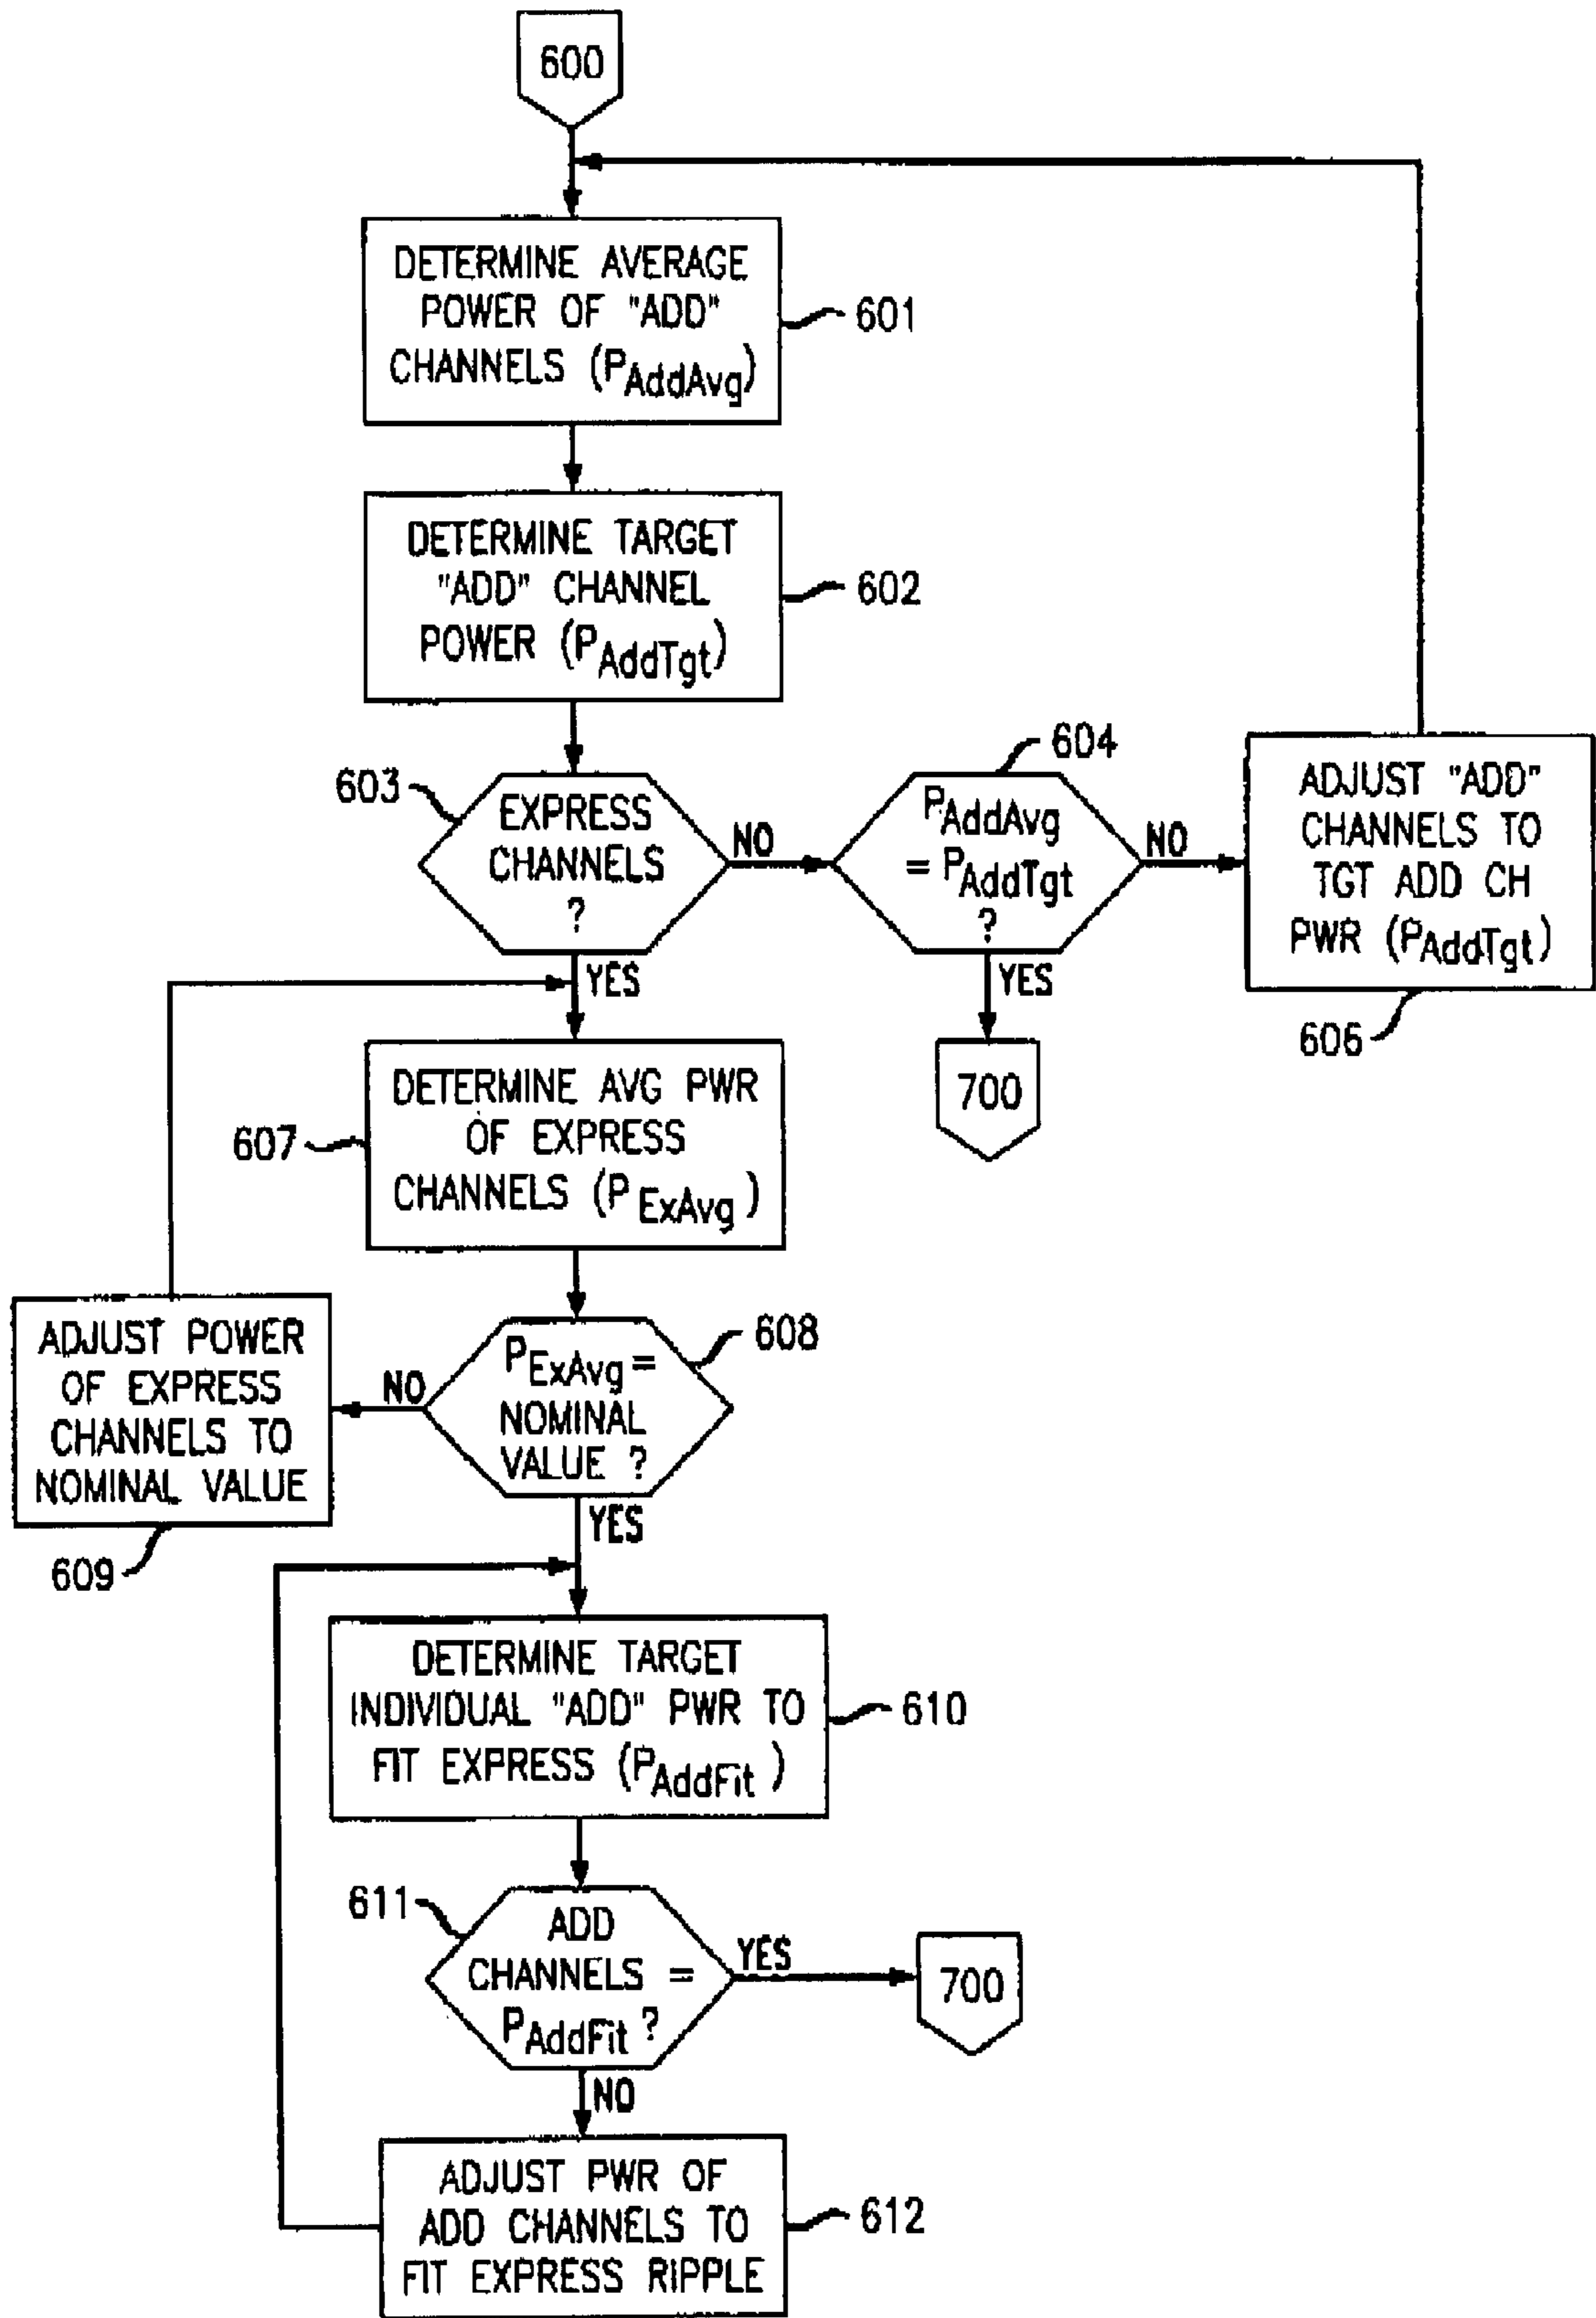 600
DETERMINE AVERAGE
POWER OF "ADD"
CHANNELS (PAddAvg)
601
DETERMINE TARGET
"ADD" CHANNEL
POWER (PAddTgt)
602
603
EXPRESS
CHANNELS
?
NO
YES
604
PAddAvg
= PAddTgt
?
NO
YES
700
ADJUST "ADD"
CHANNELS TO
TGT ADD CH
PWR (PAddTgt)
606
607
DETERMINE AVG PWR
OF EXPRESS
CHANNELS (PExAvg)
608
PExAvg =
NOMINAL
VALUE ?
NO
YES
ADJUST POWER
OF EXPRESS
CHANNELS TO
NOMINAL VALUE
609
DETERMINE TARGET
INDIVIDUAL "ADD" PWR TO
FIT EXPRESS (PAddFit)
610
611
ADD
CHANNELS =
PAddFit ?
YES
700
NO
ADJUST PWR OF
ADD CHANNELS TO
FIT EXPRESS RIPPLE
612